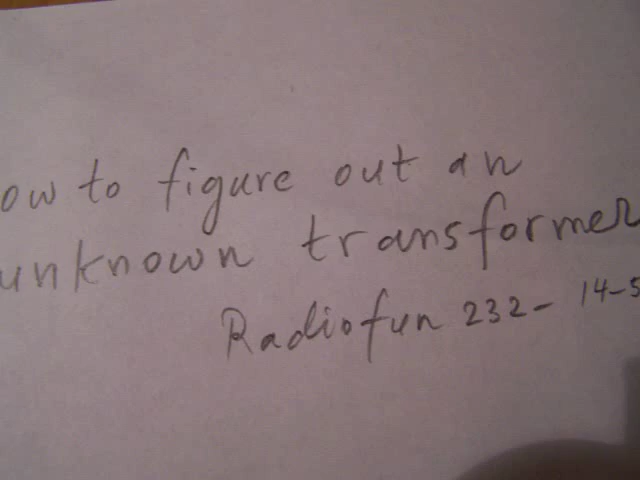 ow to figure out an
unknown transformer
Radiofun 232- 14-5